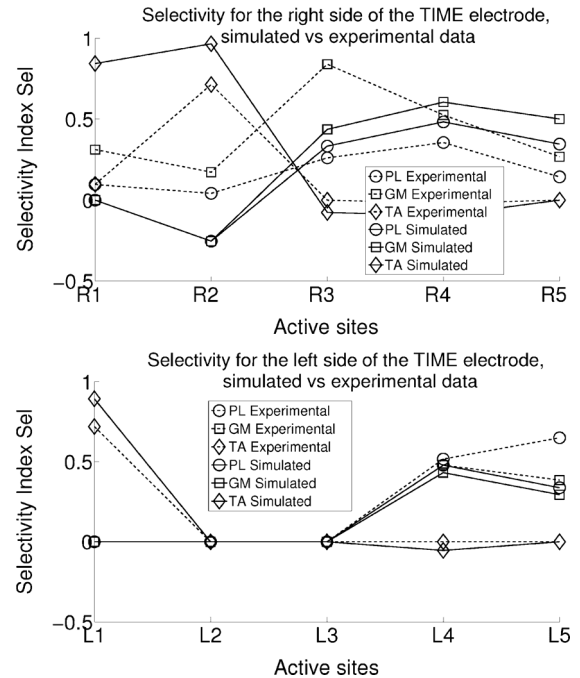 Selectivity for the right side of the TIME electrode,
simulated vs experimental data
Selectivity Index Sel
1
0.5
0
-0.5
PL Experimental
GM Experimental
TA Experimental
PL Simulated
GM Simulated
TA Simulated
R1 R2 R3 R4 R5
Active sites
Selectivity for the left side of the TIME electrode,
simulated vs experimental data
Selectivity Index Sel
1
0.5
0
-0.5
PL Experimental
GM Experimental
TA Experimental
PL Simulated
GM Simulated
TA Simulated
L1 L2 L3 L4 L5
Active sites